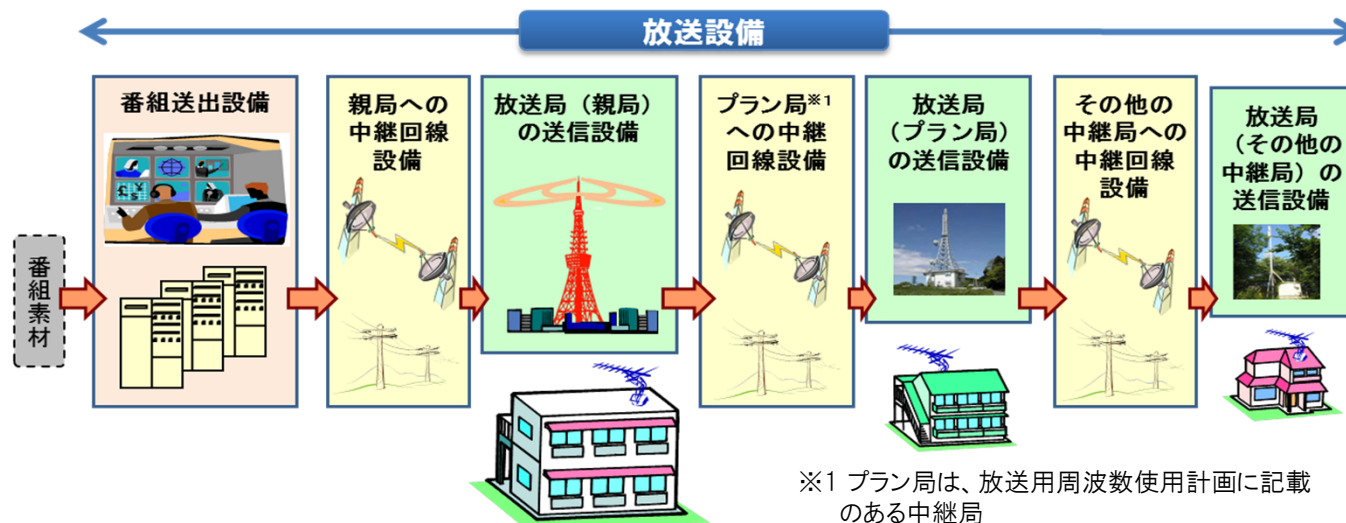 放送設備
番組素材
番組送出設備
親局への
中継回線
設備
放送局（親局）
の送信設備
プラン局※1
への中継
回線設備
放送局
（プラン局）
の送信設備
その他の
中継局への
中継回線
設備
放送局
（その他の
中継局）の
送信設備
※1 プラン局は、放送用周波数使用計画に記載
のある中継局